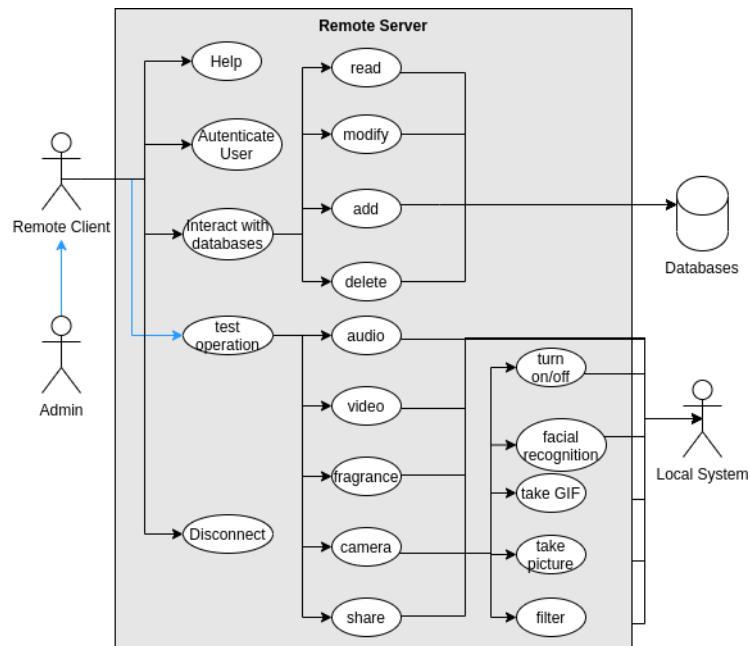 Remote Server
Help
Autenticate
User
Interact with
databases
test
operation
Disconnect
read
modify
add
delete
audio
video
fragrance
camera
share
turn
on/off
facial
recognition
take GIF
take
picture
filter
Remote Client
Admin
Databases
Local System